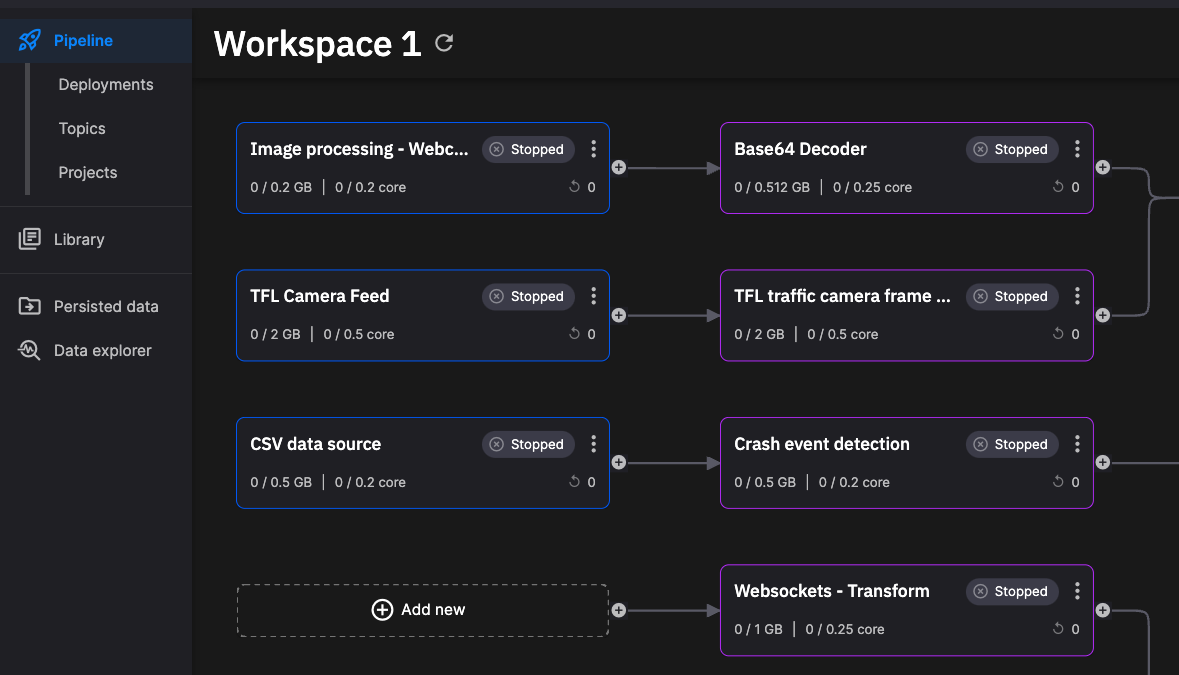 Pipeline
Deployments
Topics
Projects
Library
Persisted data
Data explorer
Workspace 1
Image processing - Webc... Stopped
0 / 0.2 GB | 0 / 0.2 core 0
Base64 Decoder Stopped
0 / 0.512 GB | 0 / 0.25 core 0
TFL Camera Feed Stopped
0 / 2 GB | 0 / 0.5 core 0
TFL traffic camera frame ... Stopped
0 / 2 GB | 0 / 0.5 core 0
CSV data source Stopped
0 / 0.5 GB | 0 / 0.2 core 0
Crash event detection Stopped
0 / 0.5 GB | 0 / 0.2 core 0
Add new
Websockets - Transform Stopped
0 / 1 GB | 0 / 0.25 core 0